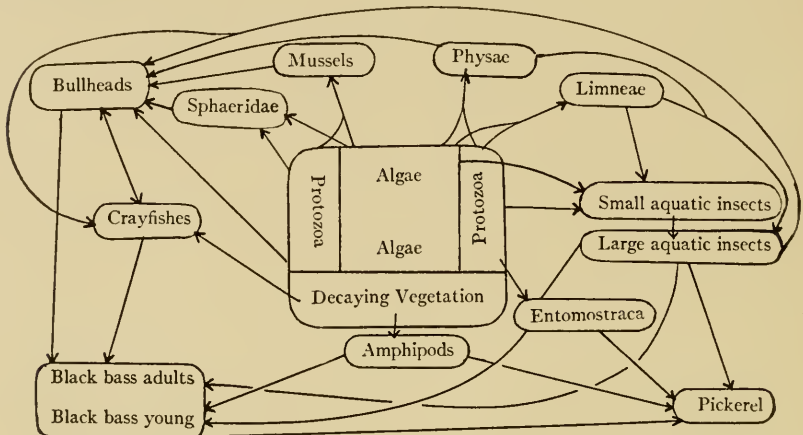 Mussels
Physae
Bullheads
Limneae
Sphaeridae
Protozoa
Algae
Protozoa
Small aquatic insects
Crayfishes
Algae
Large aquatic insects
Decaying Vegetation
Entomostraca
Amphipods
Black bass adults
Pickerel
Black bass young